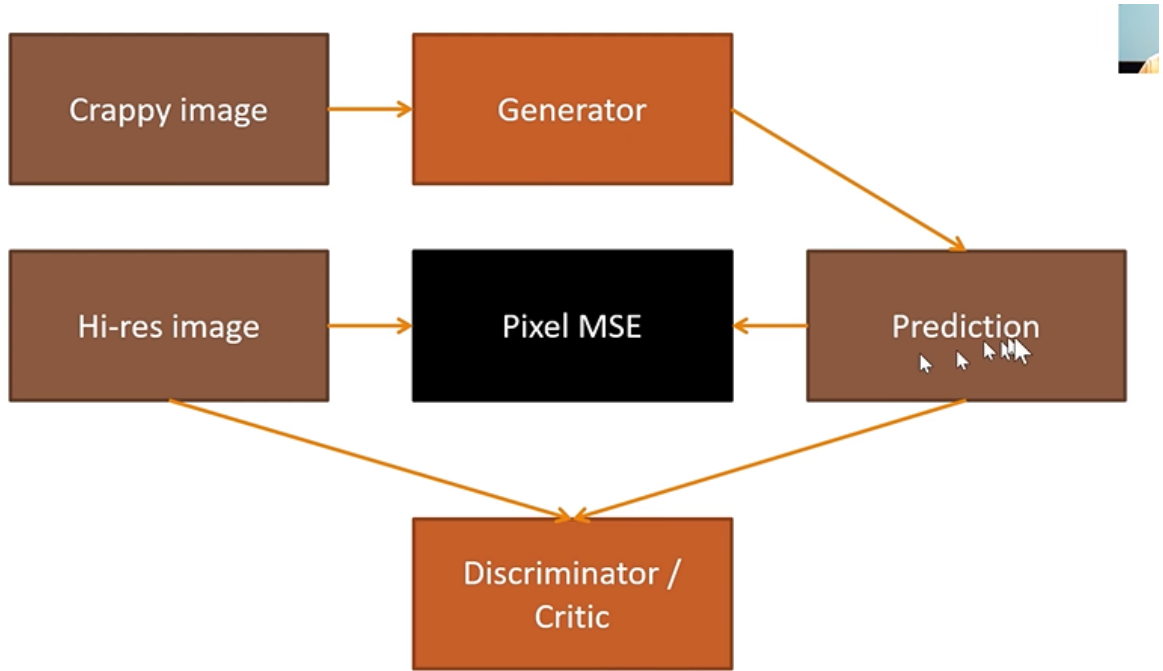 Crappy image
Generator
Hi-res image
Pixel MSE
Prediction
Discriminator /
Critic